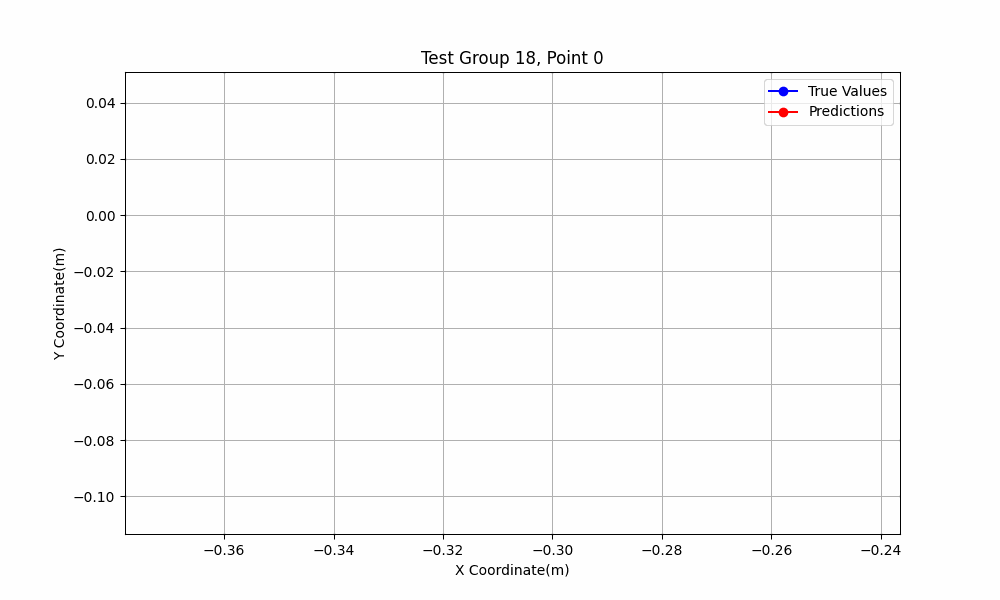 Test Group 18, Point 0
True Values
Predictions
0.04
0.02
0.00
−0.02
−0.04
−0.06
−0.08
−0.10
Y Coordinate(m)
−0.36 −0.34 −0.32 −0.30 −0.28 −0.26 −0.24
X Coordinate(m)